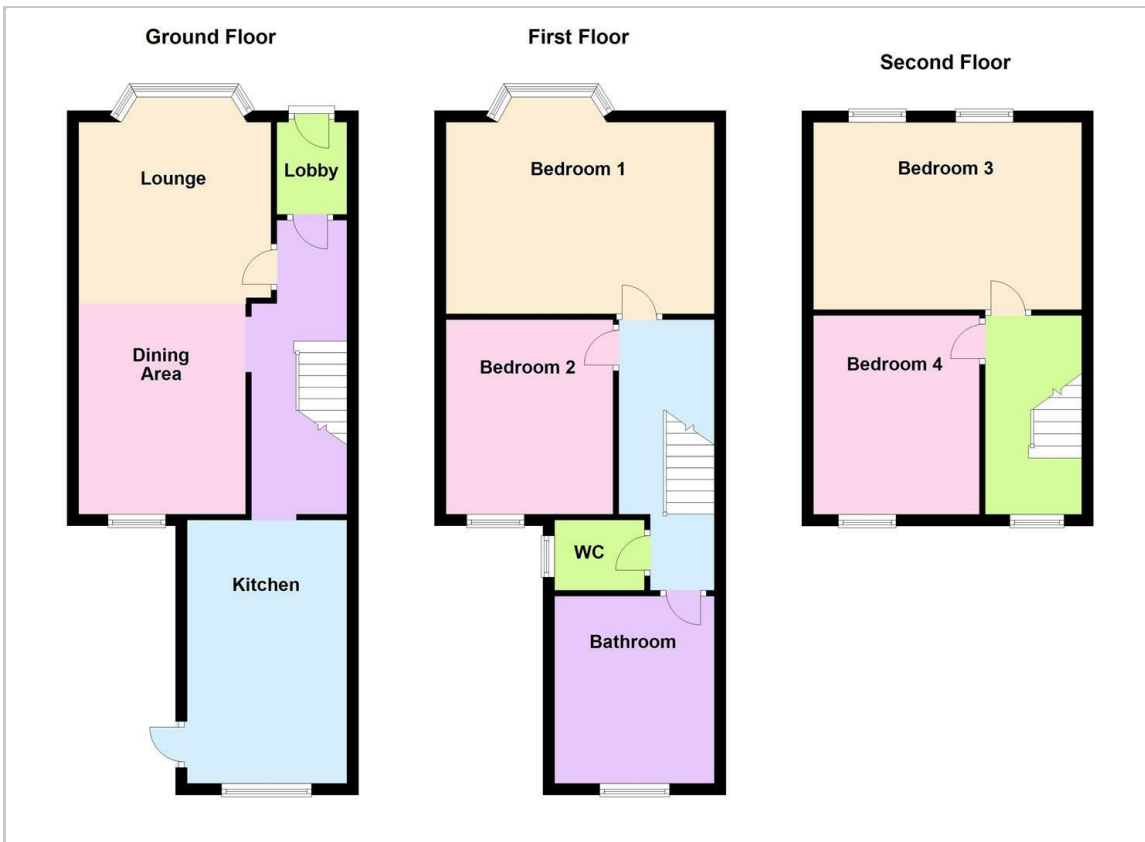 Ground Floor
Lounge
Lobby
Dining
Area
Kitchen
First Floor
Bedroom 1
Bedroom 2
WC
Bathroom
Second Floor
Bedroom 3
Bedroom 4